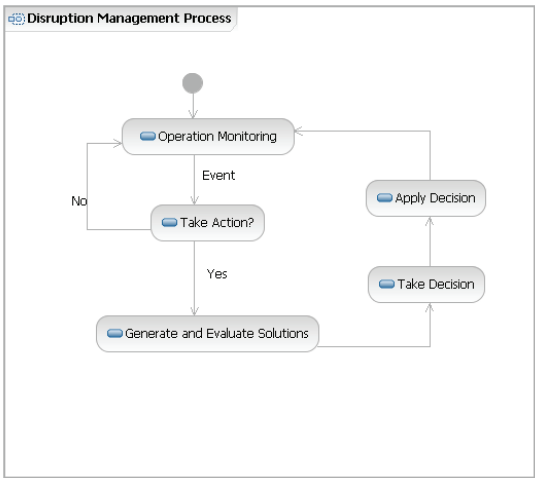 Disruption Management Process
Operation Monitoring
Event
No
Take Action?
Apply Decision
Yes
Take Decision
Generate and Evaluate Solutions